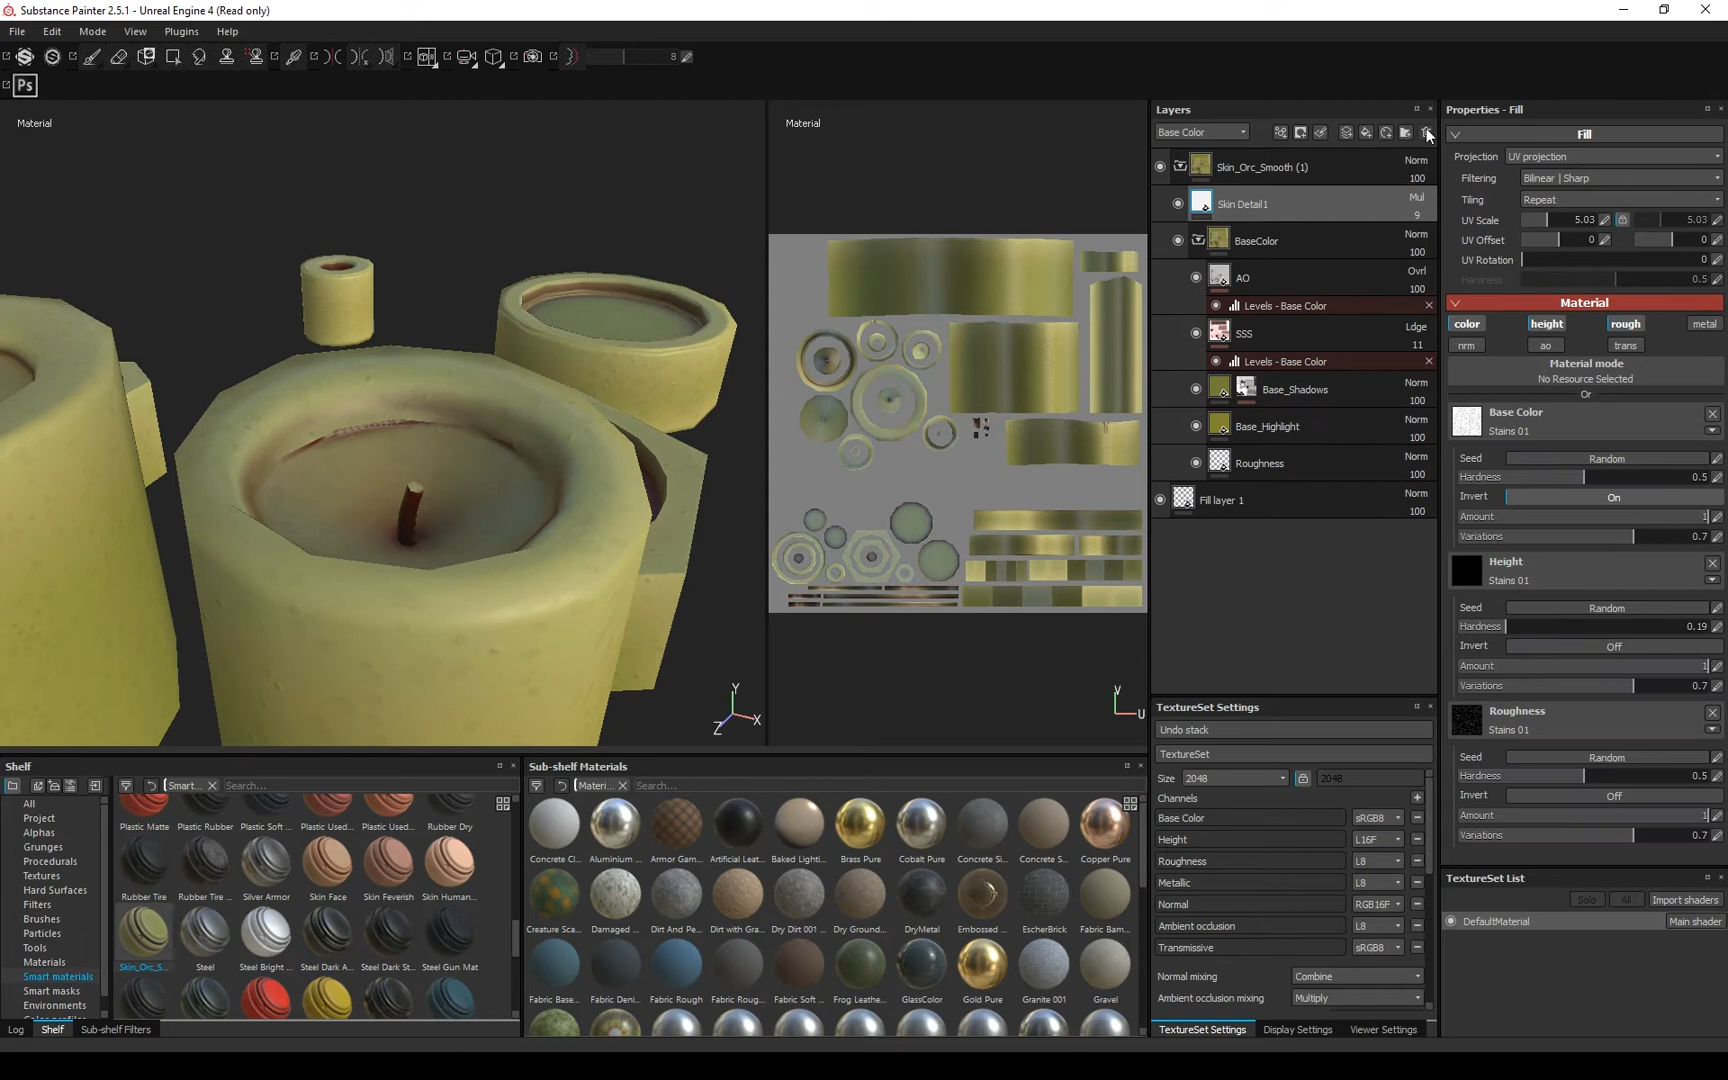 Substance Painter 2.5.1 - Unreal Engine 4 (Read only)
File Edit Mode View Plugins Help
8
Ps
Material
Material
Y
X
Z
V
U
Layers
Base Color
Skin_Orc_Smooth (1) Norm 100
Skin Detail1 Mul 9
BaseColor Norm 100
AO Ovrl 100
Levels - Base Color
SSS Ldge 11
Levels - Base Color
Base_Shadows Norm 100
Base_Highlight Norm 100
Roughness Norm 100
Fill layer 1 Norm 100
TextureSet Settings
Undo stack
TextureSet
Size 2048 2048
Channels
Base Color sRGB8
Height L16F
Roughness L8
Metallic L8
Normal RGB16F
Ambient occlusion L8
Transmissive sRGB8
Normal mixing Combine
Ambient occlusion mixing Multiply
TextureSet Settings Display Settings Viewer Settings
Properties - Fill
Fill
Projection UV projection
Filtering Bilinear | Sharp
Tiling Repeat
UV Scale 5.03 5.03
UV Offset 0 0
UV Rotation 0
Hardness 0.5
Material
color height rough metal
nrm ao trans
Material mode
No Resource Selected
Or
Base Color
Stains 01
Seed Random
Hardness 0.5
Invert On
Amount 1
Variations 0.7
Height
Stains 01
Seed Random
Hardness 0.19
Invert Off
Amount 1
Variations 0.7
Roughness
Stains 01
Seed Random
Hardness 0.5
Invert Off
Amount 1
Variations 0.7
TextureSet List
Solo All Import shaders
DefaultMaterial Main shader
Shelf
Smart... Search...
All
Project
Alphas
Grunges
Procedurals
Textures
Hard Surfaces
Filters
Brushes
Particles
Tools
Materials
Smart materials
Smart masks
Environments
Plastic Matte Plastic Rubber Plastic Soft ... Plastic Used... Plastic Used... Rubber Dry
Rubber Tire Rubber Tire ... Silver Armor Skin Face Skin Feverish Skin Human...
Skin_Orc_S... Steel Steel Bright ... Steel Dark A... Steel Dark St... Steel Gun Mat
Log Shelf Sub-shelf Filters
Sub-shelf Materials
Materi... Search...
Concrete Cl... Aluminium ... Armor Gam... Artificial Leat... Baked Lighti... Brass Pure Cobalt Pure Concrete Si... Concrete S... Copper Pure
Creature Sca... Damaged ... Dirt And Pe... Dirt with Gra... Dry Dirt 001 ... Dry Ground... DryMetal Embossed ... EscherBrick Fabric Bam...
Fabric Base... Fabric Deni... Fabric Rough Fabric Roug... Fabric Soft ... Frog Leathe... GlassColor Gold Pure Granite 001 Gravel